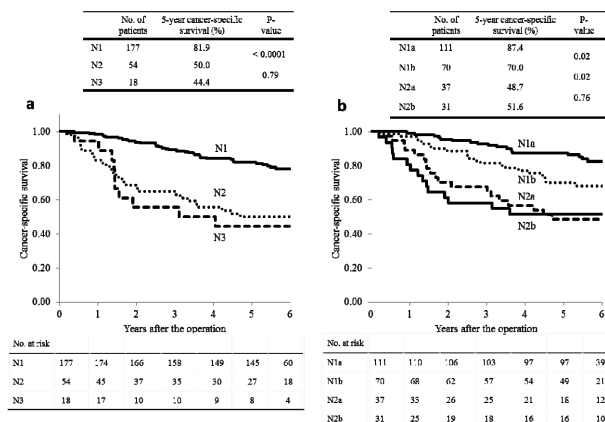 No. of patients 5-year cancer-specific survival (%) P-value
N1 177 81.9
< 0.0001
N2 54 50.0
0.79
N3 18 44.4
No. of patients 5-year cancer-specific survival (%) P-value
N1a 111 87.4
0.02
N1b 70 70.0
0.02
N2a 37 48.7
0.76
N2b 31 51.6
a
Cancer-specific survival
1.00
0.80
0.60
0.40
0.20
0.00
N1
N2
N3
0 1 2 3 4 5 6
Years after the operation
b
Cancer-specific survival
1.00
0.80
0.60
0.40
0.20
0.00
N1a
N1b
N2a
N2b
0 1 2 3 4 5 6
Years after the operation
No. at risk
N1 177 174 166 158 149 145 60
N2 54 45 37 35 30 27 18
N3 18 17 10 10 9 8 4
No. at risk
N1a 111 110 106 103 97 97 39
N1b 70 68 62 57 54 49 21
N2a 37 33 26 25 21 18 12
N2b 31 25 19 18 16 16 10